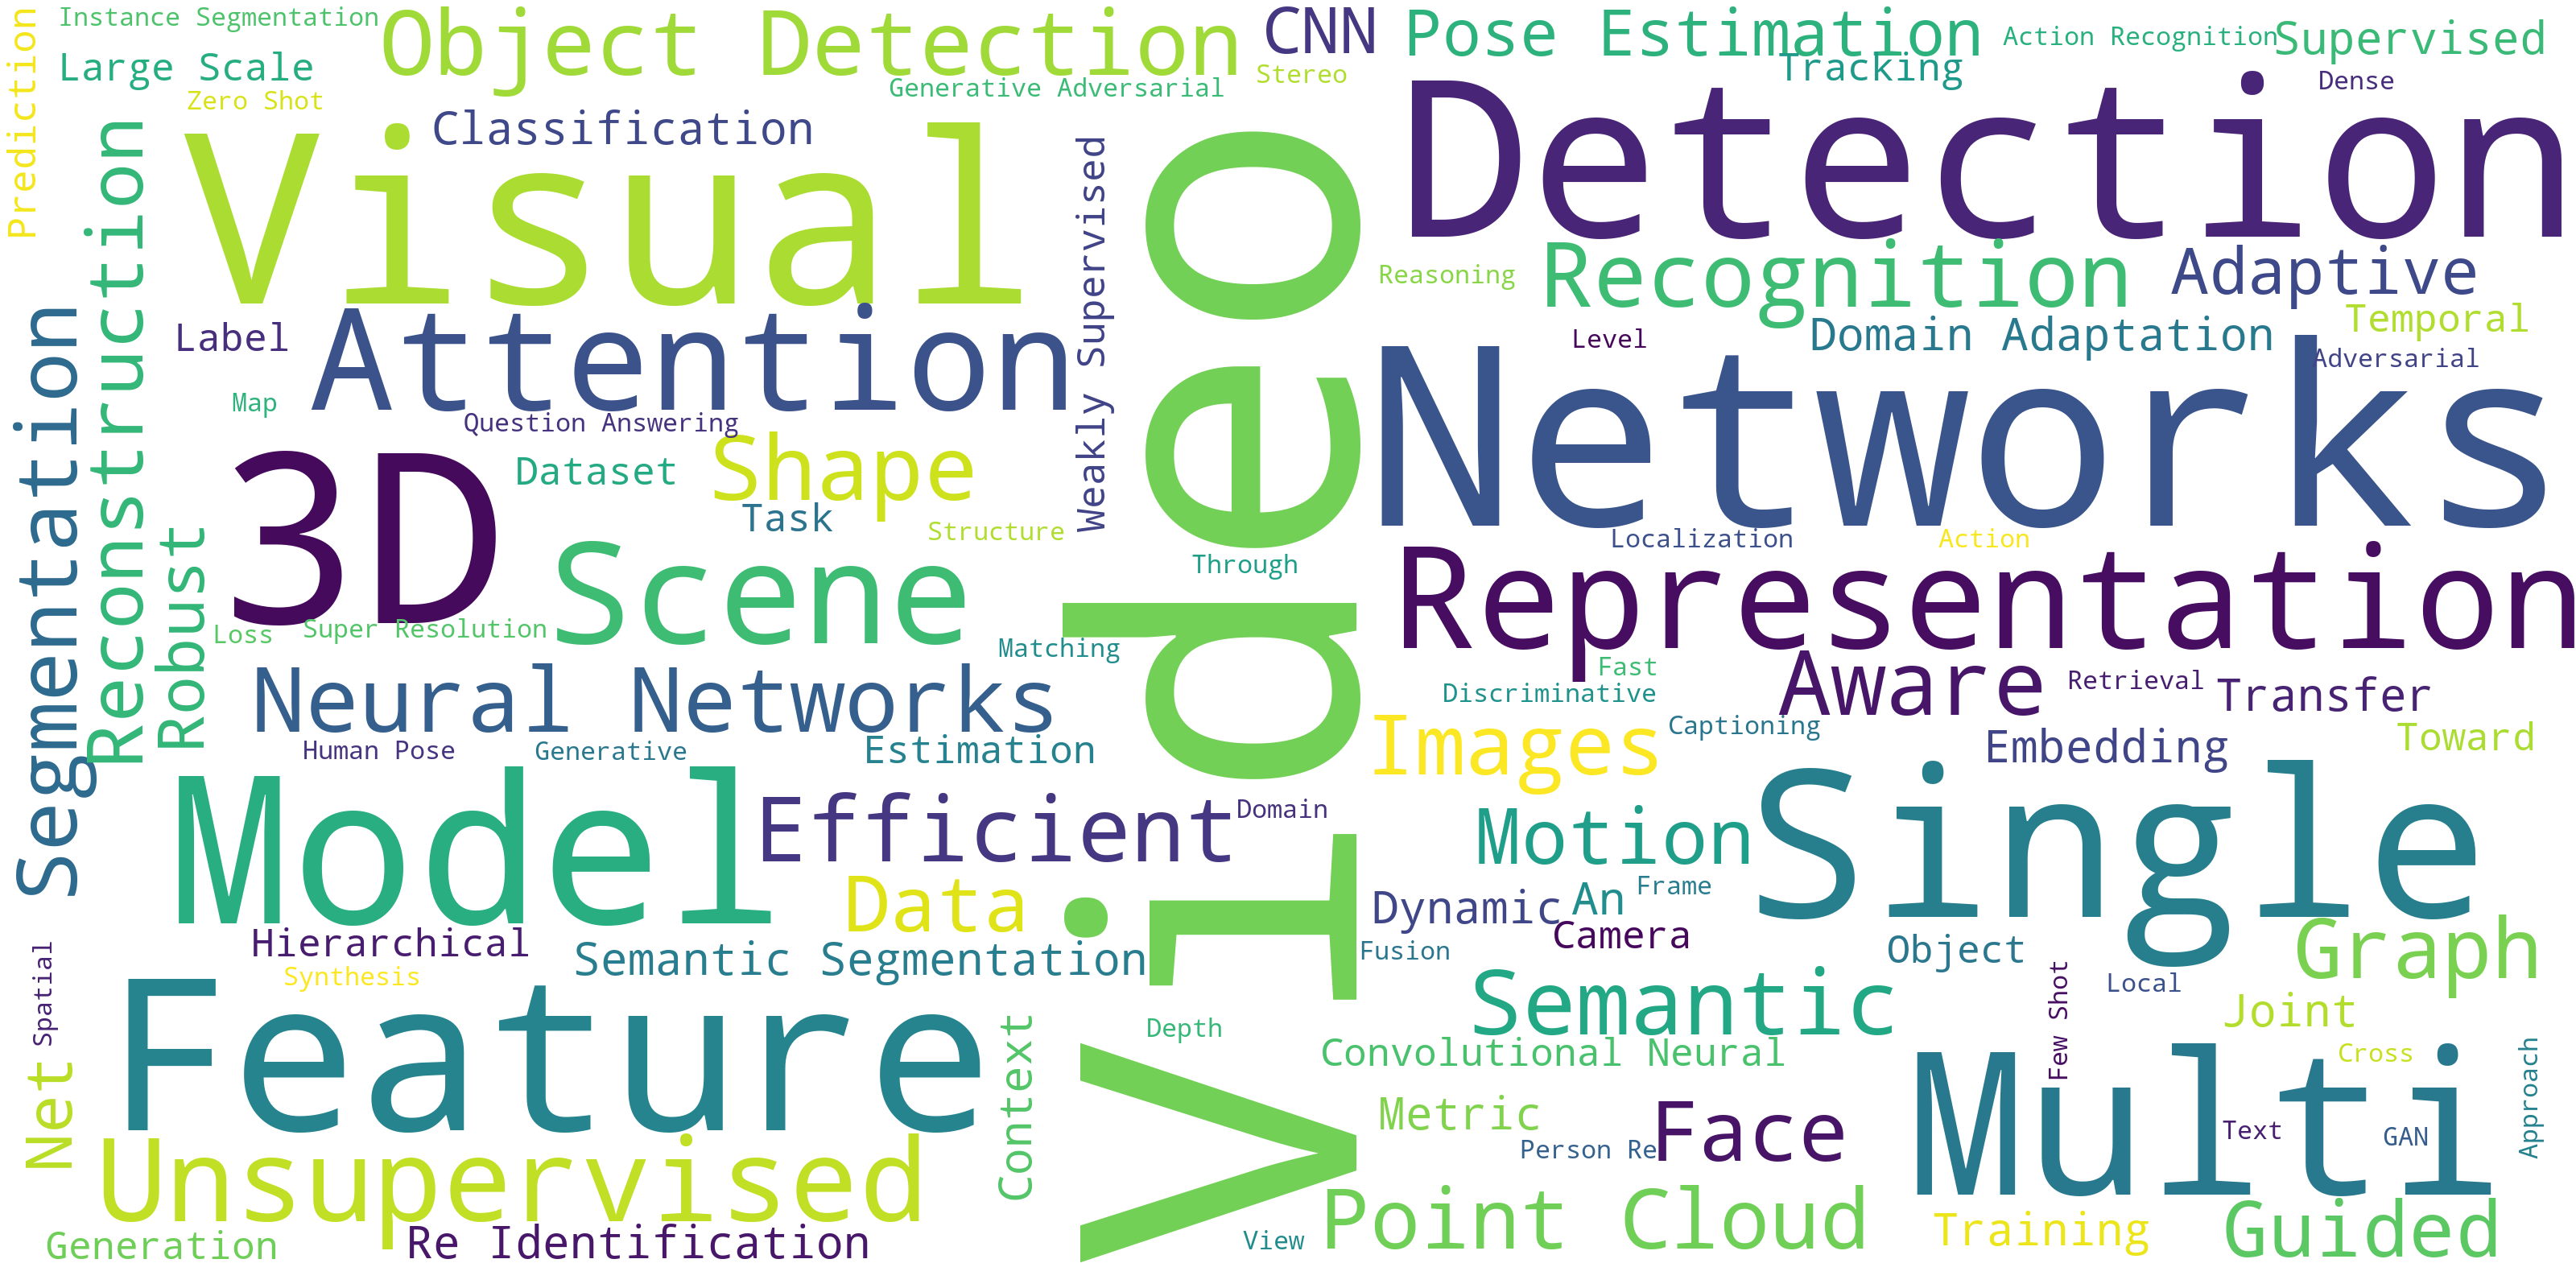 Prediction
Instance Segmentation
Large Scale
Zero Shot
Object Detection
Generative Adversarial
CNN
Stereo
Pose Estimation
Tracking
Action Recognition
Supervised
Dense
Classification
Visual
Weakly Supervised
Video
Detection
Reasoning
Recognition
Adaptive
Temporal
Domain Adaptation
Level
Adversarial
Segmentation
Reconstruction
Robust
Label
Attention
Map
Question Answering
Networks
3D
Dataset
Shape
Task
Structure
Through
Localization
Action
Scene
Representation
Loss
Super Resolution
Matching
Fast
Discriminative
Aware
Retrieval
Transfer
Neural Networks
Images
Captioning
Embedding
Toward
Human Pose
Generative
Estimation
Model
Efficient
Domain
Motion
Single
Data
Dynamic
An
Frame
Camera
Hierarchical
Semantic Segmentation
Fusion
Object
Graph
Synthesis
Spatial
Feature
Semantic
Few Shot
Local
Joint
Net
Context
Depth
Convolutional Neural
Cross
Multi
Approach
Metric
Person Re
Face
Text
GAN
Unsupervised
Point Cloud
Training
Guided
Generation
Re Identification
View